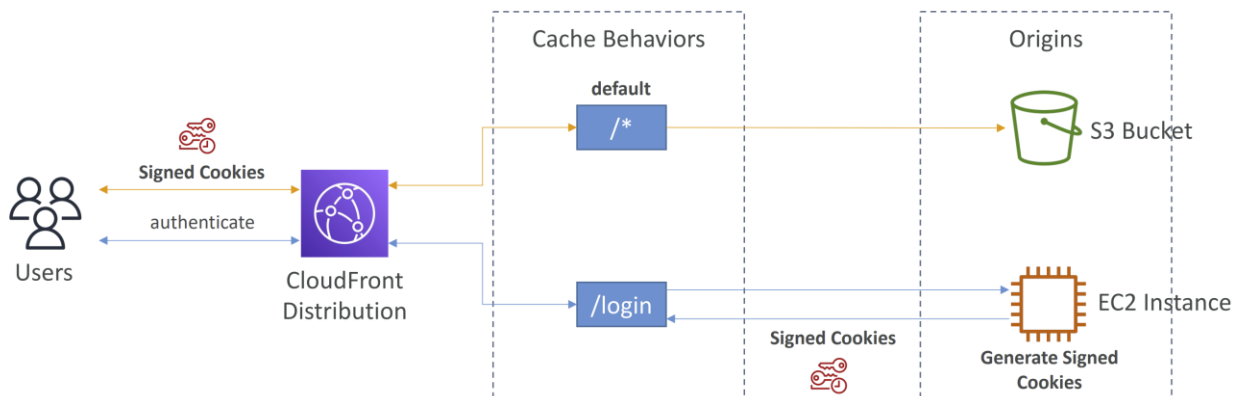 Cache Behaviors
Origins
default
/*
S3 Bucket
Signed Cookies
authenticate
Users
CloudFront
Distribution
/login
EC2 Instance
Signed Cookies
Generate Signed
Cookies